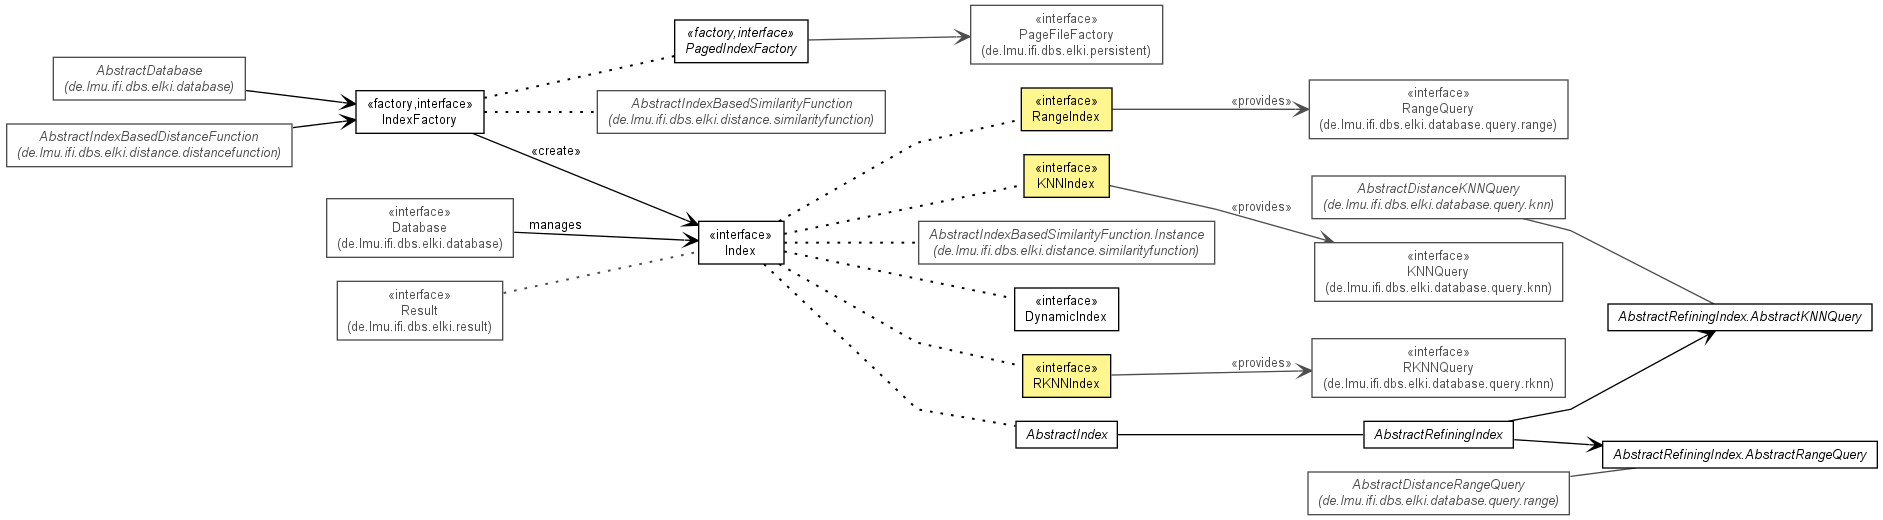 AbstractDatabase
(de.lmu.ifi.dbs.elki.database)
AbstractIndexBasedDistanceFunction
(de.lmu.ifi.dbs.elki.distance.distancefunction)
«factory,interface»
IndexFactory
«factory,interface»
PagedIndexFactory
«interface»
PageFileFactory
(de.lmu.ifi.dbs.elki.persistent)
AbstractIndexBasedSimilarityFunction
(de.lmu.ifi.dbs.elki.distance.similarityfunction)
«create»
«interface»
Database
(de.lmu.ifi.dbs.elki.database)
manages
«interface»
Result
(de.lmu.ifi.dbs.elki.result)
«interface»
Index
«interface»
RangeIndex
«provides»
«interface»
RangeQuery
(de.lmu.ifi.dbs.elki.database.query.range)
«interface»
KNNIndex
«provides»
«interface»
KNNQuery
(de.lmu.ifi.dbs.elki.database.query.knn)
AbstractDistanceKNNQuery
(de.lmu.ifi.dbs.elki.database.query.knn)
AbstractIndexBasedSimilarityFunction.Instance
(de.lmu.ifi.dbs.elki.distance.similarityfunction)
«interface»
DynamicIndex
«interface»
RKNNIndex
«provides»
«interface»
RKNNQuery
(de.lmu.ifi.dbs.elki.database.query.rknn)
AbstractIndex
AbstractRefiningIndex
AbstractRefiningIndex.AbstractKNNQuery
AbstractRefiningIndex.AbstractRangeQuery
AbstractDistanceRangeQuery
(de.lmu.ifi.dbs.elki.database.query.range)